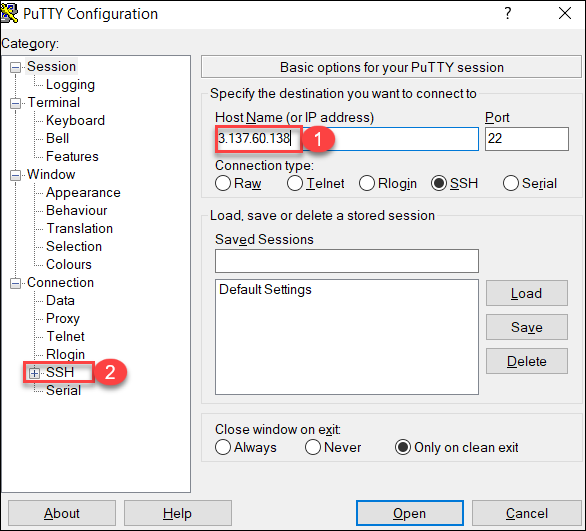 PuTTY Configuration
?
Category:
Session
Logging
Terminal
Keyboard
Bell
Features
Window
Appearance
Behaviour
Translation
Selection
Colours
Connection
Data
Proxy
Telnet
Rlogin
SSH 2
Serial
Basic options for your PuTTY session
Specify the destination you want to connect to
Host Name (or IP address) Port
3.137.60.138 1 22
Connection type:
Raw Telnet Rlogin SSH Serial
Load, save or delete a stored session
Saved Sessions
Default Settings
Load
Save
Delete
Close window on exit:
Always Never Only on clean exit
About Help Open Cancel